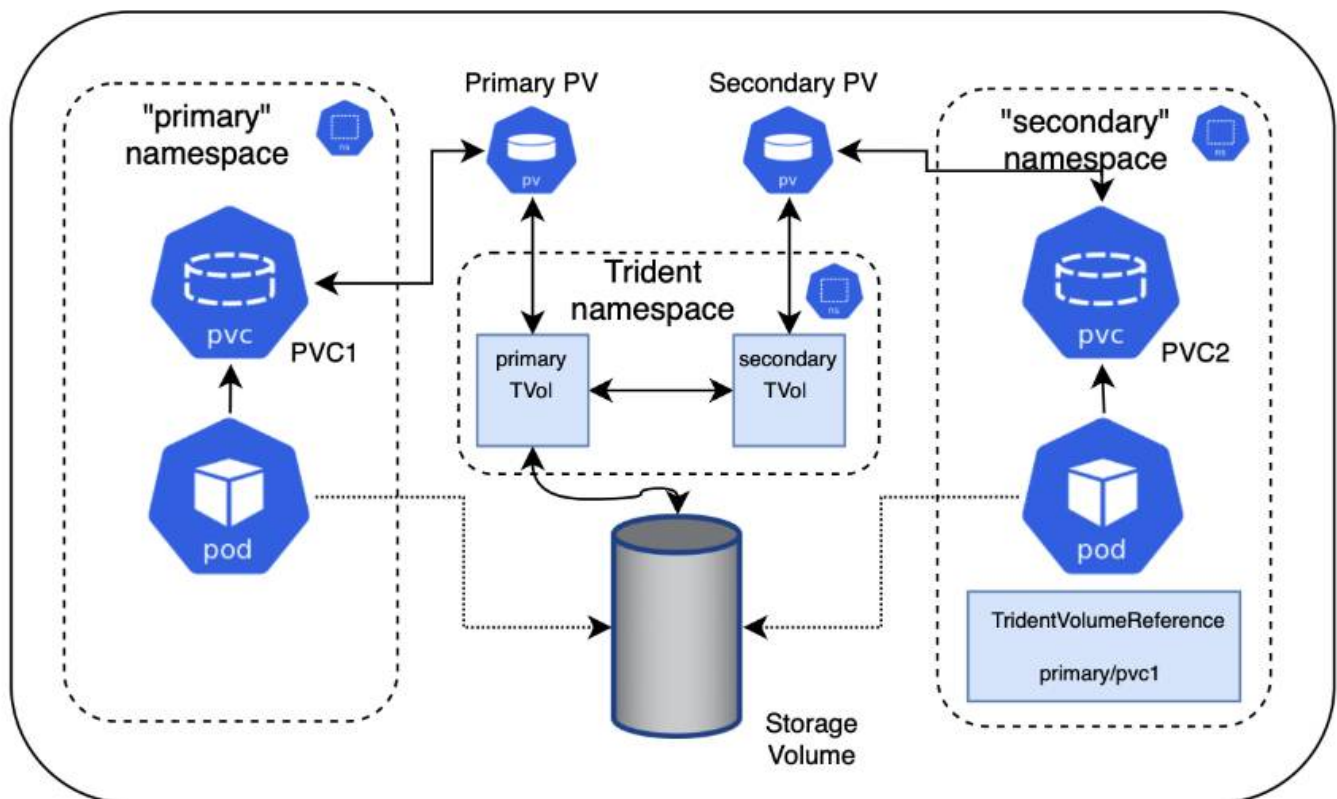 Primary PV
Secondary PV
"primary"
namespace
ns
pv
pv
"secondary"
namespace
ns
Trident
namespace
ns
pvc
PVC1
primary
TVol
secondary
TVol
pvc
PVC2
pod
pod
TridentVolumeReference
primary/pvc1
Storage
Volume